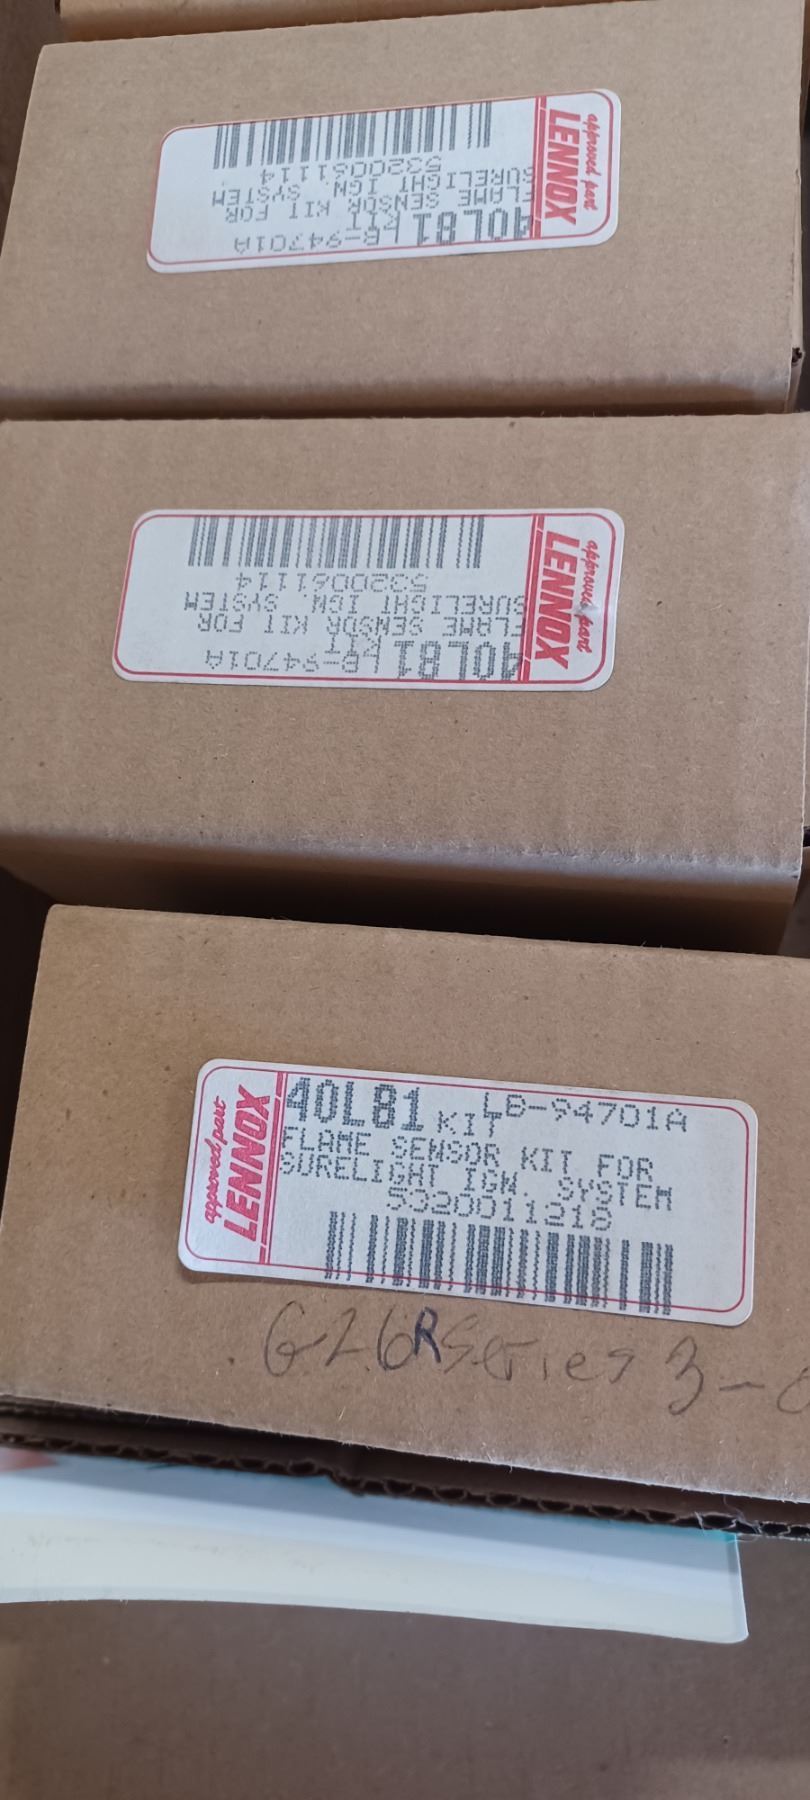 approved part
LENNOX
40L81 LB-94701A
KIT
FLAME SENSOR KIT FOR
SURELIGHT IGN. SYSTEM
5320061114
approved part
LENNOX
40L81 LB-94701A
KIT
FLAME SENSOR KIT FOR
SURELIGHT IGN. SYSTEM
5320061114
approved part
LENNOX
40L81 KIT LB-94701A
FLAME SENSOR KIT FOR
SURELIGHT IGN. SYSTEM
5320011218
G26R Series 3-